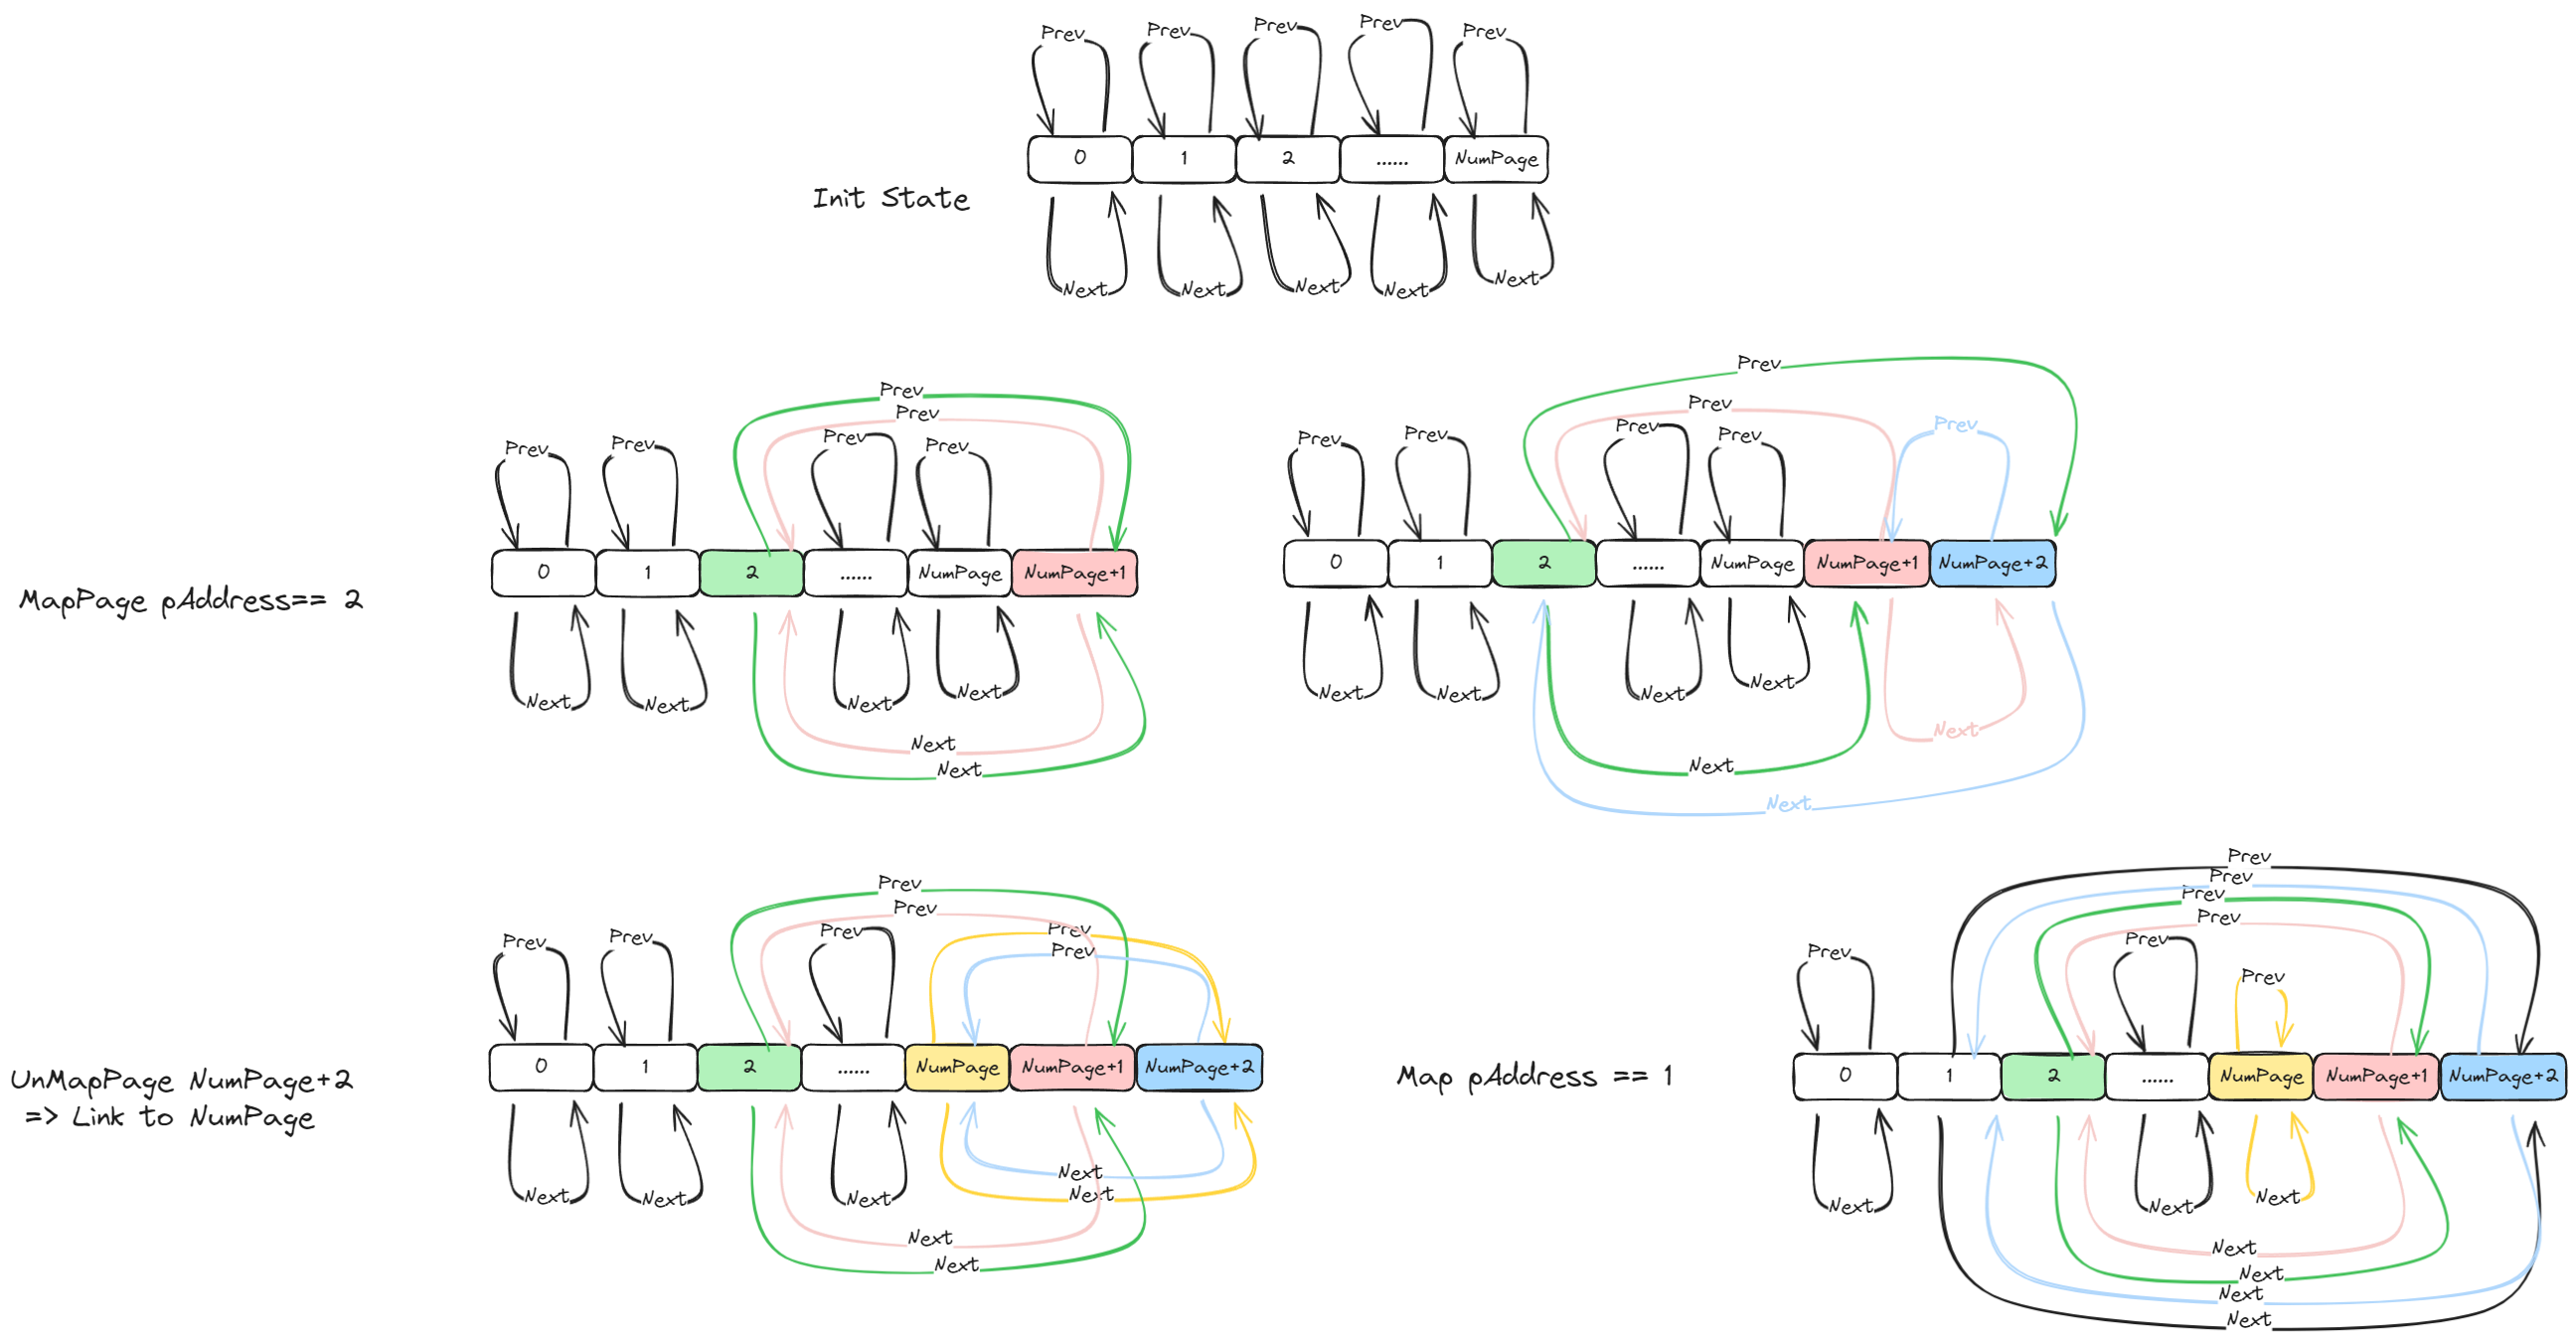 Prev Prev Prev Prev Prev
0 1 2 ...... NumPage
Init State
Next Next Next Next Next
Prev
Prev
Prev Prev Prev Prev
0 1 2 ...... NumPage NumPage+1
MapPage pAddress== 2
Next Next Next Next
Next
Next
Prev
Prev
Prev Prev Prev Prev Prev
0 1 2 ...... NumPage NumPage+1 NumPage+2
Next Next Next Next
Next
Next
Next
Prev
Prev
Prev Prev Prev Prev
Prev
0 1 2 ...... NumPage NumPage+1 NumPage+2
UnMapPage NumPage+2
=> Link to NumPage
Next Next Next Next
Next
Next
Next
Prev
Prev
Prev
Prev
Prev Prev Prev
0 1 2 ...... NumPage NumPage+1 NumPage+2
Map pAddress == 1
Next Next Next
Next
Next
Next
Next